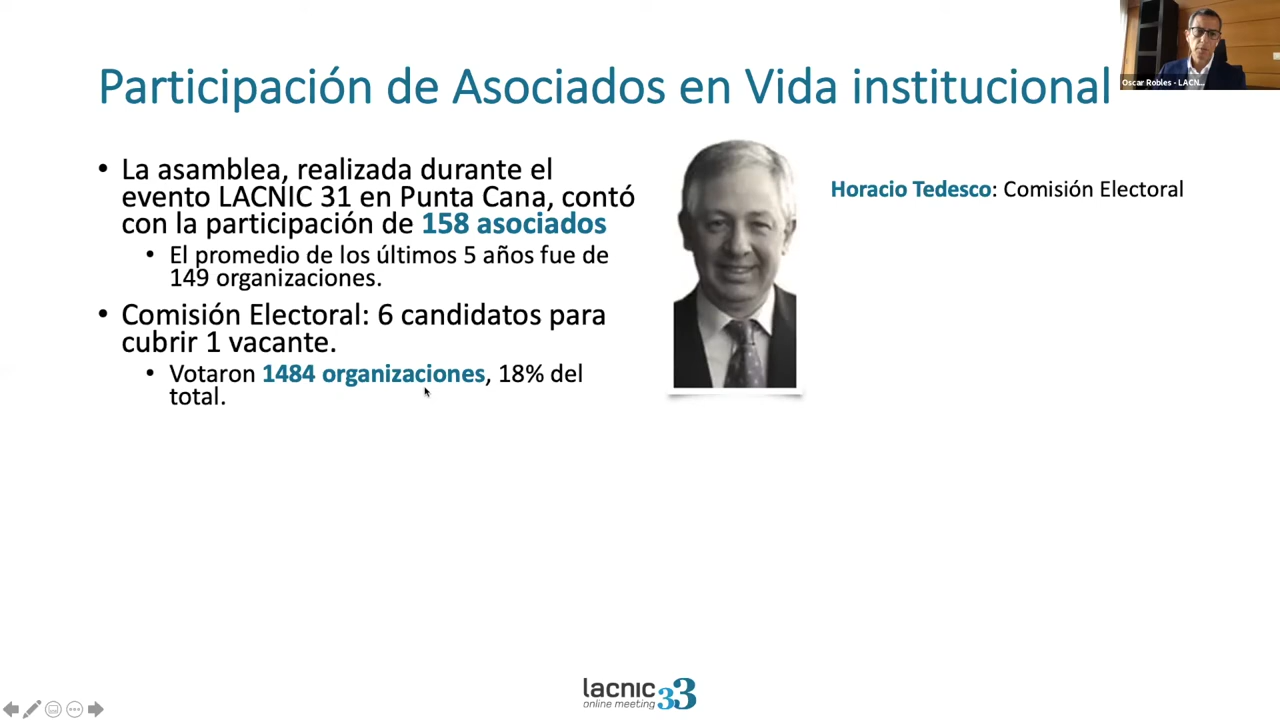 Participación de Asociados en Vida institucional
Oscar Robles - LACN...
• La asamblea, realizada durante el
evento LACNIC 31 en Punta Cana, contó
con la participación de 158 asociados
• El promedio de los últimos 5 años fue de
149 organizaciones.
• Comisión Electoral: 6 candidatos para
cubrir 1 vacante.
• Votaron 1484 organizaciones, 18% del
total.
Horacio Tedesco: Comisión Electoral
lacnic 33
online meeting